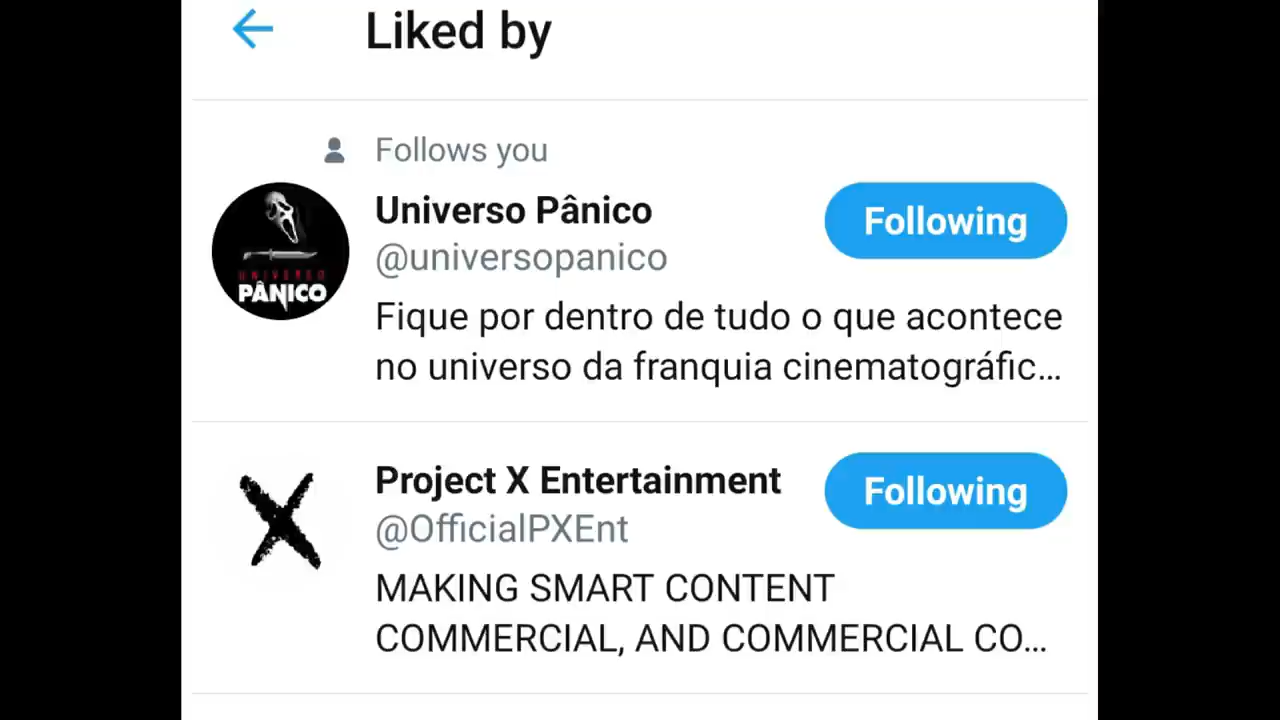 Liked by
Follows you
Universo Pânico
Following
@universopanico
UNIVERSO
PÂNICO
Fique por dentro de tudo o que acontece
no universo da franquia cinematográfic...
Project X Entertainment
Following
@OfficialPXEnt
MAKING SMART CONTENT
COMMERCIAL, AND COMMERCIAL CO...